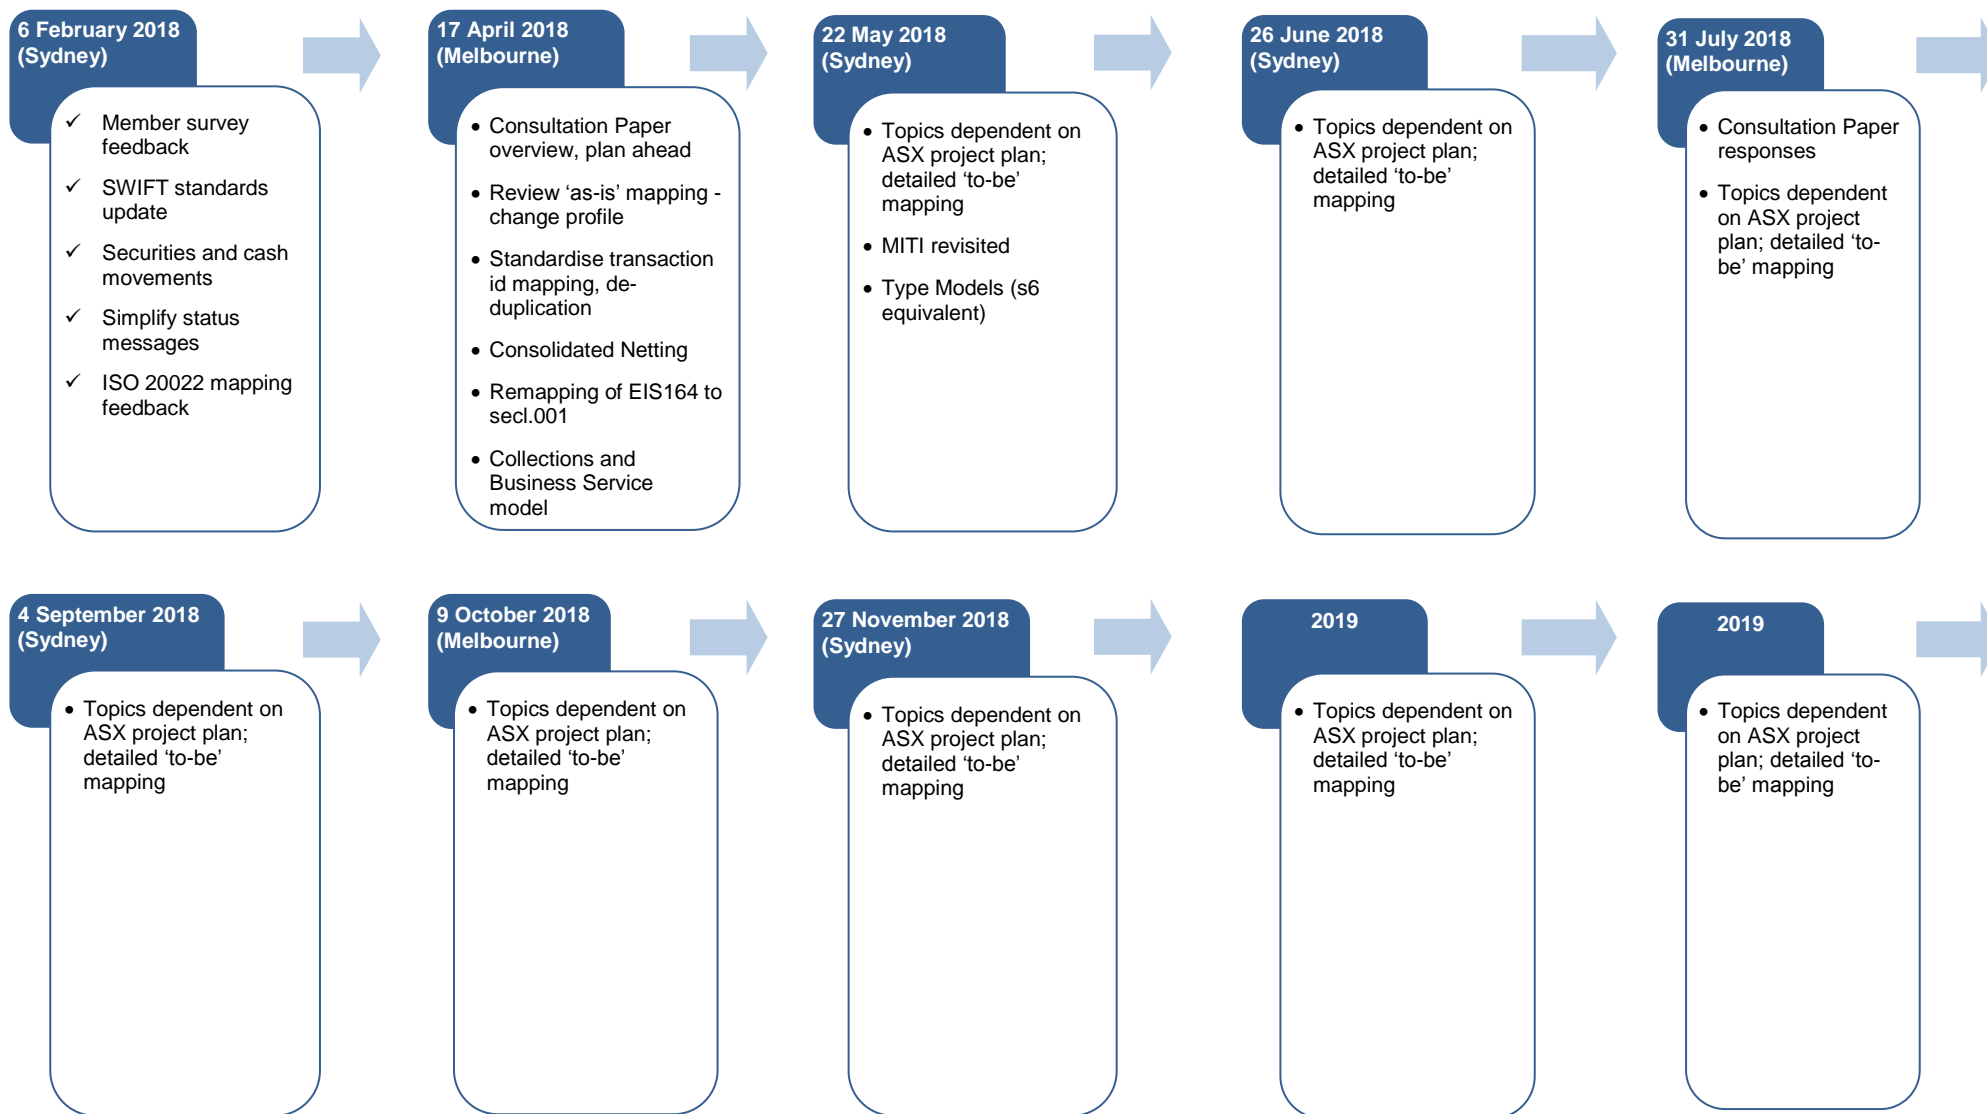 6 February 2018
(Sydney)
✓ Member survey
feedback
✓ SWIFT standards
update
✓ Securities and cash
movements
✓ Simplify status
messages
✓ ISO 20022 mapping
feedback
17 April 2018
(Melbourne)
• Consultation Paper
overview, plan ahead
• Review ‘as-is’ mapping -
change profile
• Standardise transaction
id mapping, de-
duplication
• Consolidated Netting
• Remapping of EIS164 to
secl.001
• Collections and
Business Service
model
22 May 2018
(Sydney)
• Topics dependent on
ASX project plan;
detailed ‘to-be’
mapping
• MITI revisited
• Type Models (s6
equivalent)
26 June 2018
(Sydney)
• Topics dependent on
ASX project plan;
detailed ‘to-be’
mapping
31 July 2018
(Melbourne)
• Consultation Paper
responses
• Topics dependent
on ASX project
plan; detailed ‘to-
be’ mapping
4 September 2018
(Sydney)
• Topics dependent on
ASX project plan;
detailed ‘to-be’
mapping
9 October 2018
(Melbourne)
• Topics dependent on
ASX project plan;
detailed ‘to-be’
mapping
27 November 2018
(Sydney)
• Topics dependent on
ASX project plan;
detailed ‘to-be’
mapping
2019
• Topics dependent on
ASX project plan;
detailed ‘to-be’
mapping
2019
• Topics dependent
on ASX project
plan; detailed ‘to-
be’ mapping